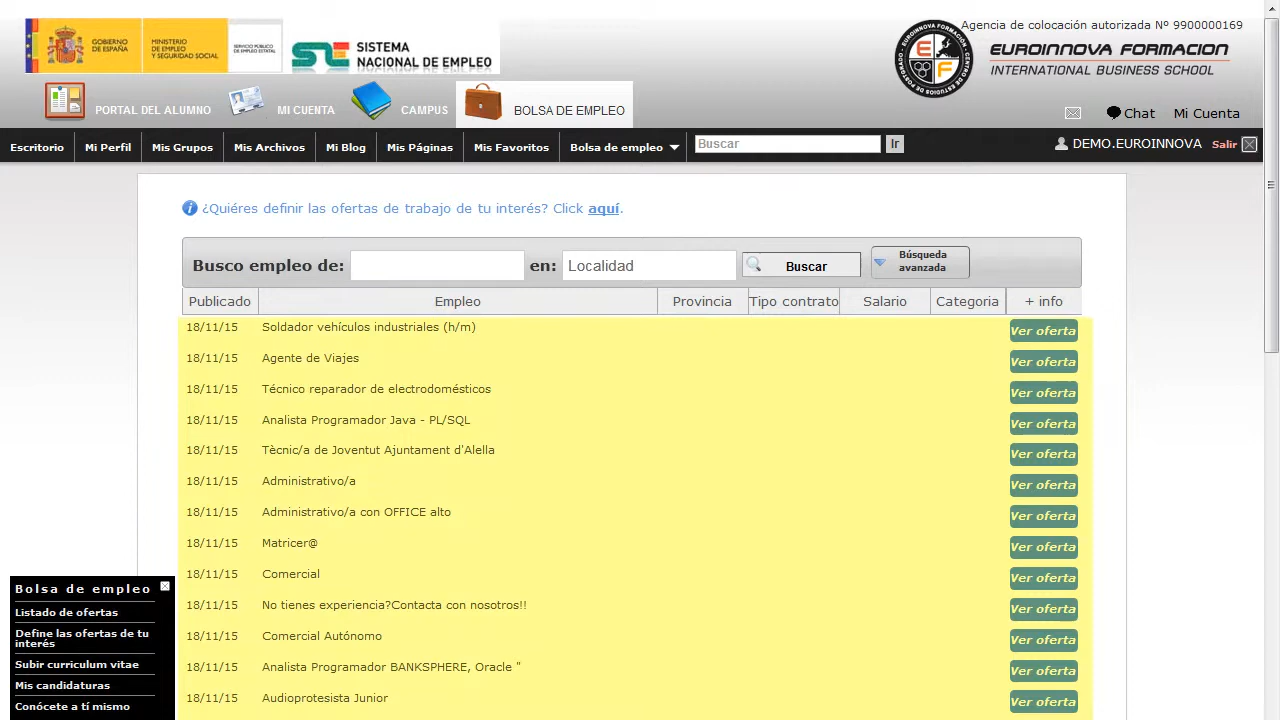 GOBIERNO DE ESPAÑA
MINISTERIO DE EMPLEO Y SEGURIDAD SOCIAL
SERVICIO PÚBLICO DE EMPLEO ESTATAL
SISTEMA NACIONAL DE EMPLEO
Agencia de colocación autorizada Nº 9900000169
EUROINNOVA FORMACION
INTERNATIONAL BUSINESS SCHOOL
PORTAL DEL ALUMNO MI CUENTA CAMPUS BOLSA DE EMPLEO
Chat Mi Cuenta
Escritorio Mi Perfil Mis Grupos Mis Archivos Mi Blog Mis Páginas Mis Favoritos Bolsa de empleo Buscar Ir DEMO.EUROINNOVA Salir
¿Quiéres definir las ofertas de trabajo de tu interés? Click aquí.
Busco empleo de: en: Localidad Buscar Búsqueda avanzada
Publicado Empleo Provincia Tipo contrato Salario Categoria + info
18/11/15 Soldador vehículos industriales (h/m) Ver oferta
18/11/15 Agente de Viajes Ver oferta
18/11/15 Técnico reparador de electrodomésticos Ver oferta
18/11/15 Analista Programador Java - PL/SQL Ver oferta
18/11/15 Tècnic/a de Joventut Ajuntament d'Alella Ver oferta
18/11/15 Administrativo/a Ver oferta
18/11/15 Administrativo/a con OFFICE alto Ver oferta
18/11/15 Matricer@ Ver oferta
18/11/15 Comercial Ver oferta
18/11/15 No tienes experiencia?Contacta con nosotros!! Ver oferta
18/11/15 Comercial Autónomo Ver oferta
18/11/15 Analista Programador BANKSPHERE, Oracle " Ver oferta
18/11/15 Audioprotesista Junior Ver oferta
Bolsa de empleo
Listado de ofertas
Define las ofertas de tu
interés
Subir curriculum vitae
Mis candidaturas
Conócete a tí mismo